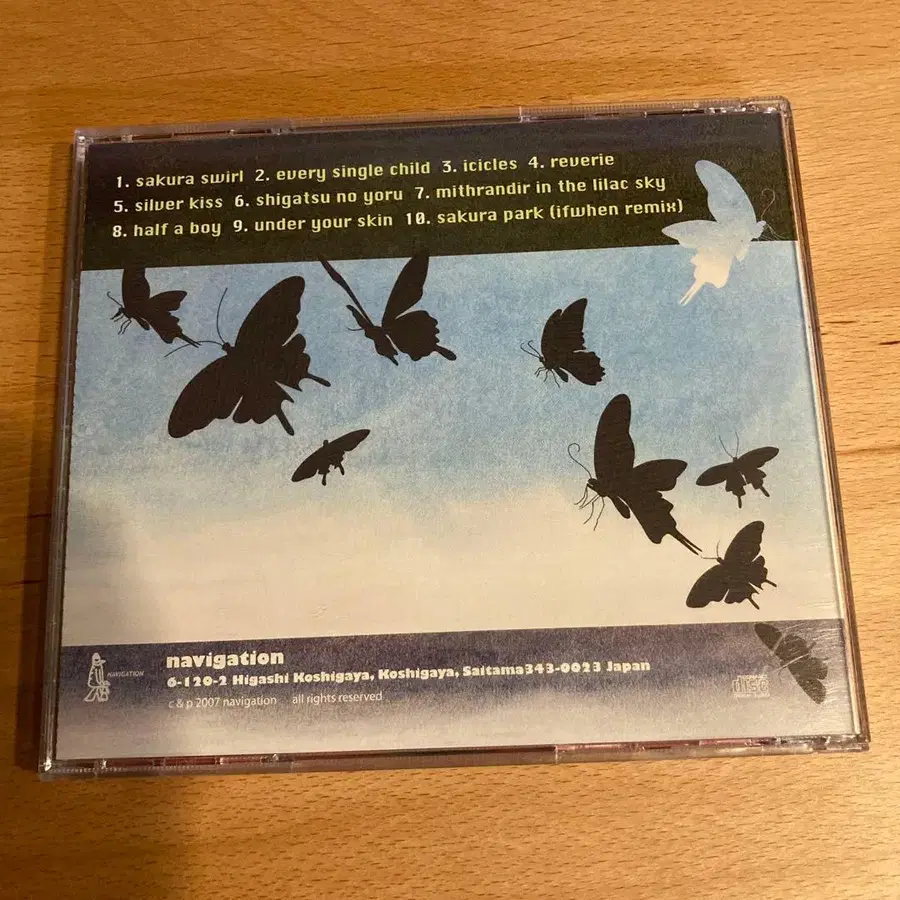 1. sakura swirl 2. every single child 3. icicles 4. reverie
5. silver kiss 6. shigatsu no yoru 7. mithrandir in the lilac sky
8. half a boy 9. under your skin 10. sakura park (ifwhen remix)
navigation
NAVIGATION
6-120-2 Higashi Koshigaya, Koshigaya, Saitama343-0023 Japan
c & p 2007 navigation all rights reserved
disc